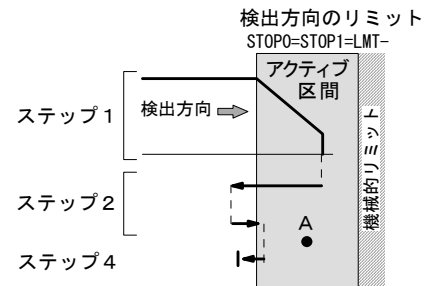 検出方向のリミット
STOP0=STOP1=LMT-
アクティブ
区間
ステップ1
検出方向
機械的リミット
ステップ2
A
ステップ4